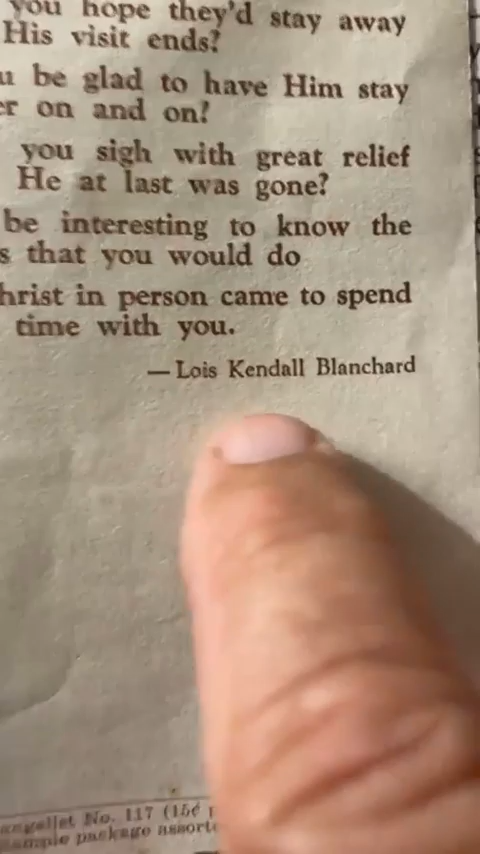 you hope they'd stay away
His visit ends?
u be glad to have Him stay
er on and on?
you sigh with great relief
He at last was gone?
be interesting to know the
s that you would do
hrist in person came to spend
time with you.
— Lois Kendall Blanchard
angellet No. 117 (15¢
sample package assort